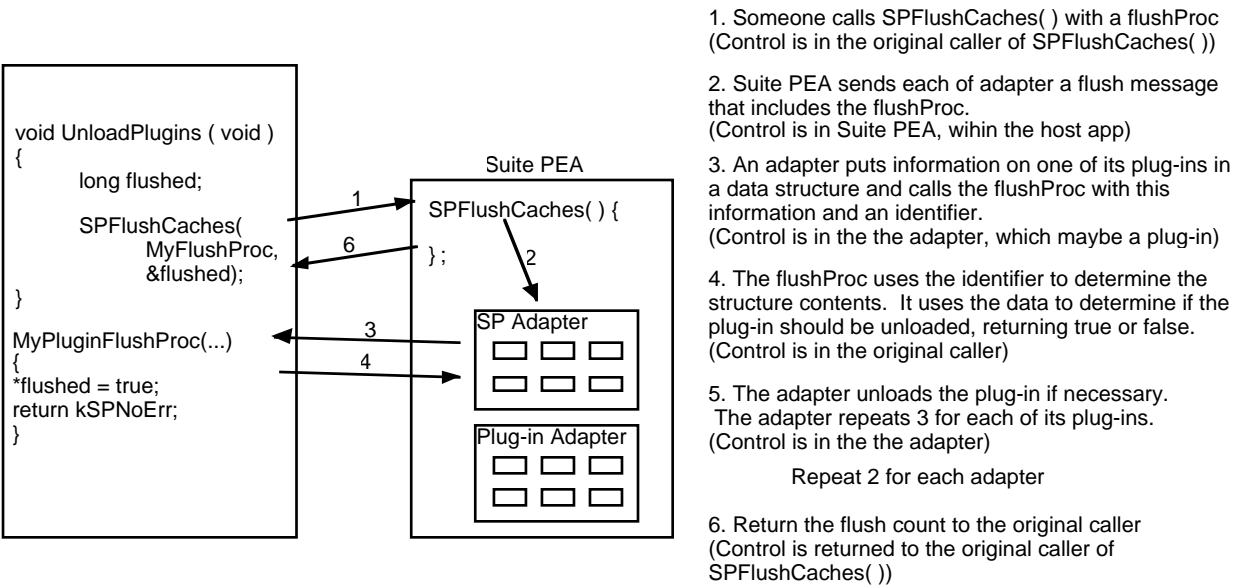 void UnloadPlugins ( void )
{
long flushed;
SPFlushCaches(
MyFlushProc,
&flushed);
}
MyPluginFlushProc(...)
{
*flushed = true;
return kSPNoErr;
}
1
6
3
4
Suite PEA
SPFlushCaches( ) {
} ;
2
SP Adapter
Plug-in Adapter
1. Someone calls SPFlushCaches( ) with a flushProc
(Control is in the original caller of SPFlushCaches( ))
2. Suite PEA sends each of adapter a flush message
that includes the flushProc.
(Control is in Suite PEA, wihin the host app)
3. An adapter puts information on one of its plug-ins in
a data structure and calls the flushProc with this
information and an identifier.
(Control is in the the adapter, which maybe a plug-in)
4. The flushProc uses the identifier to determine the
structure contents.  It uses the data to determine if the
plug-in should be unloaded, returning true or false.
(Control is in the original caller)
5. The adapter unloads the plug-in if necessary.
The adapter repeats 3 for each of its plug-ins.
(Control is in the the adapter)
Repeat 2 for each adapter
6. Return the flush count to the original caller
(Control is returned to the original caller of
SPFlushCaches( ))